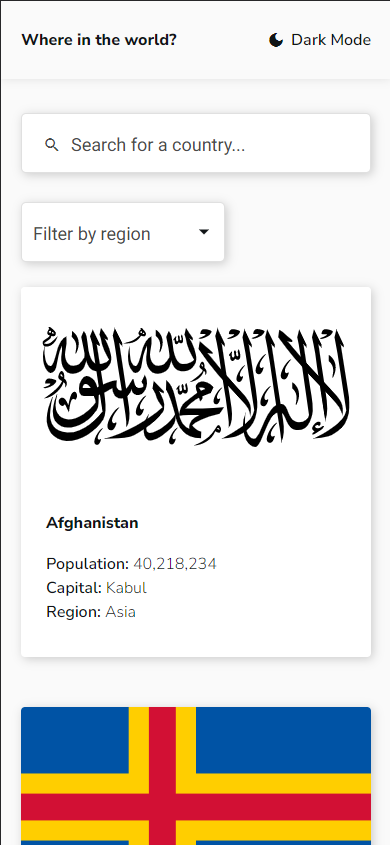 Where in the world?
Dark Mode
Search for a country...
Filter by region
لا إله إلا الله محمد رسول الله
Afghanistan
Population: 40,218,234
Capital: Kabul
Region: Asia